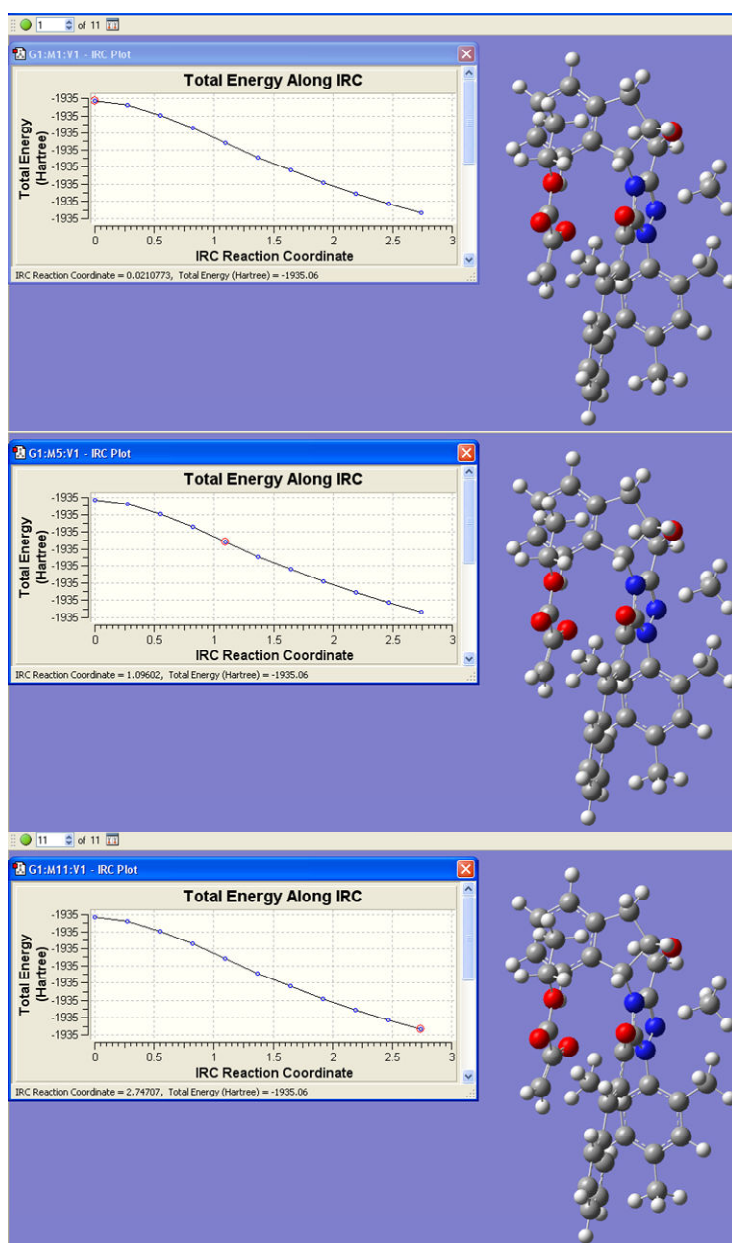 1 of 11
G1:M1:V1 - IRC Plot
Total Energy Along IRC
Total Energy
(Hartree)
-1935
-1935
-1935
-1935
-1935
-1935
-1935
-1935
0 0.5 1 1.5 2 2.5 3
IRC Reaction Coordinate
IRC Reaction Coordinate = 0.0210773, Total Energy (Hartree) = -1935.06
G1:M5:V1 - IRC Plot
Total Energy Along IRC
Total Energy
(Hartree)
-1935
-1935
-1935
-1935
-1935
-1935
-1935
-1935
0 0.5 1 1.5 2 2.5 3
IRC Reaction Coordinate
IRC Reaction Coordinate = 1.09602, Total Energy (Hartree) = -1935.06
11 of 11
G1:M11:V1 - IRC Plot
Total Energy Along IRC
Total Energy
(Hartree)
-1935
-1935
-1935
-1935
-1935
-1935
-1935
-1935
0 0.5 1 1.5 2 2.5 3
IRC Reaction Coordinate
IRC Reaction Coordinate = 2.74707, Total Energy (Hartree) = -1935.06